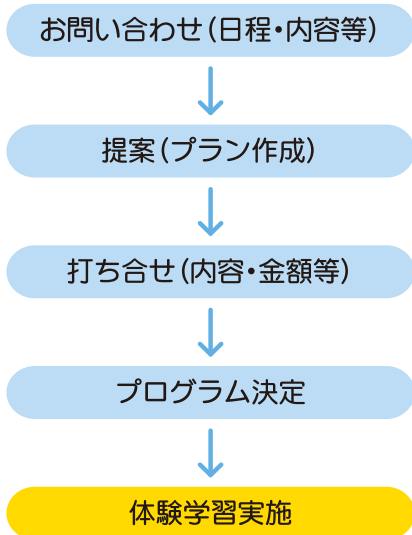 お問い合わせ(日程・内容等)
提案(プラン作成)
打ち合せ(内容・金額等)
プログラム決定
体験学習実施